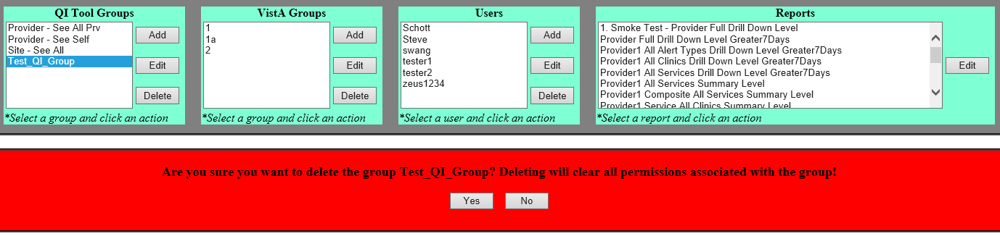 QI Tool Groups
Provider - See All Prv
Provider - See Self
Site - See All
Test_QI_Group
Add
Edit
Delete
*Select a group and click an action
VistA Groups
1
1a
2
Add
Edit
Delete
*Select a group and click an action
Users
Schott
Steve
swang
tester1
tester2
zeus1234
Add
Edit
Delete
*Select a user and click an action
Reports
1. Smoke Test - Provider Full Drill Down Level
Provider Full Drill Down Level Greater7Days
Provider1 All Alert Types Drill Down Level Greater7Days
Provider1 All Clinics Drill Down Level Greater7Days
Provider1 All Services Drill Down Level Greater7Days
Provider1 All Services Summary Level
Provider1 Composite All Services Summary Level
Provider1 Service All Clinics Summary Level
Edit
*Select a report and click an action
Are you sure you want to delete the group Test_QI_Group? Deleting will clear all permissions associated with the group!
Yes
No